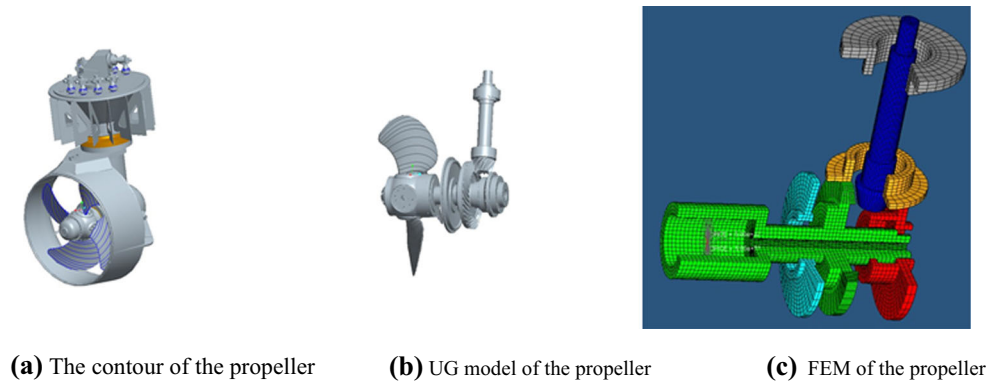 (a) The contour of the propeller
(b) UG model of the propeller
(c) FEM of the propeller